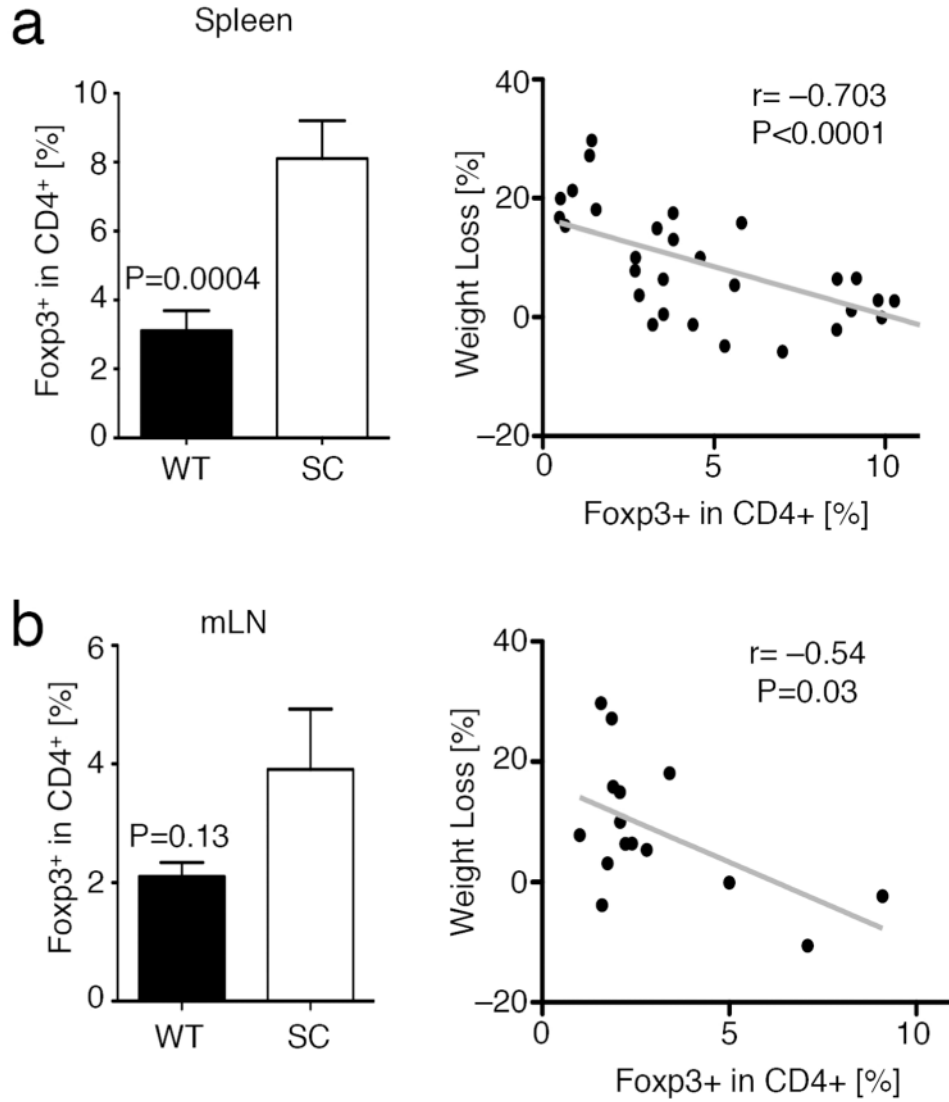 a
Spleen
Foxp3⁺ in CD4⁺ [%]
10
8
6
4
2
0
P=0.0004
WT
SC
Weight Loss [%]
40
20
0
–20
r= –0.703
P<0.0001
0
5
10
Foxp3+ in CD4+ [%]
b
mLN
Foxp3⁺ in CD4⁺ [%]
6
4
2
0
P=0.13
WT
SC
Weight Loss [%]
40
20
0
–20
r= –0.54
P=0.03
0
5
10
Foxp3+ in CD4+ [%]